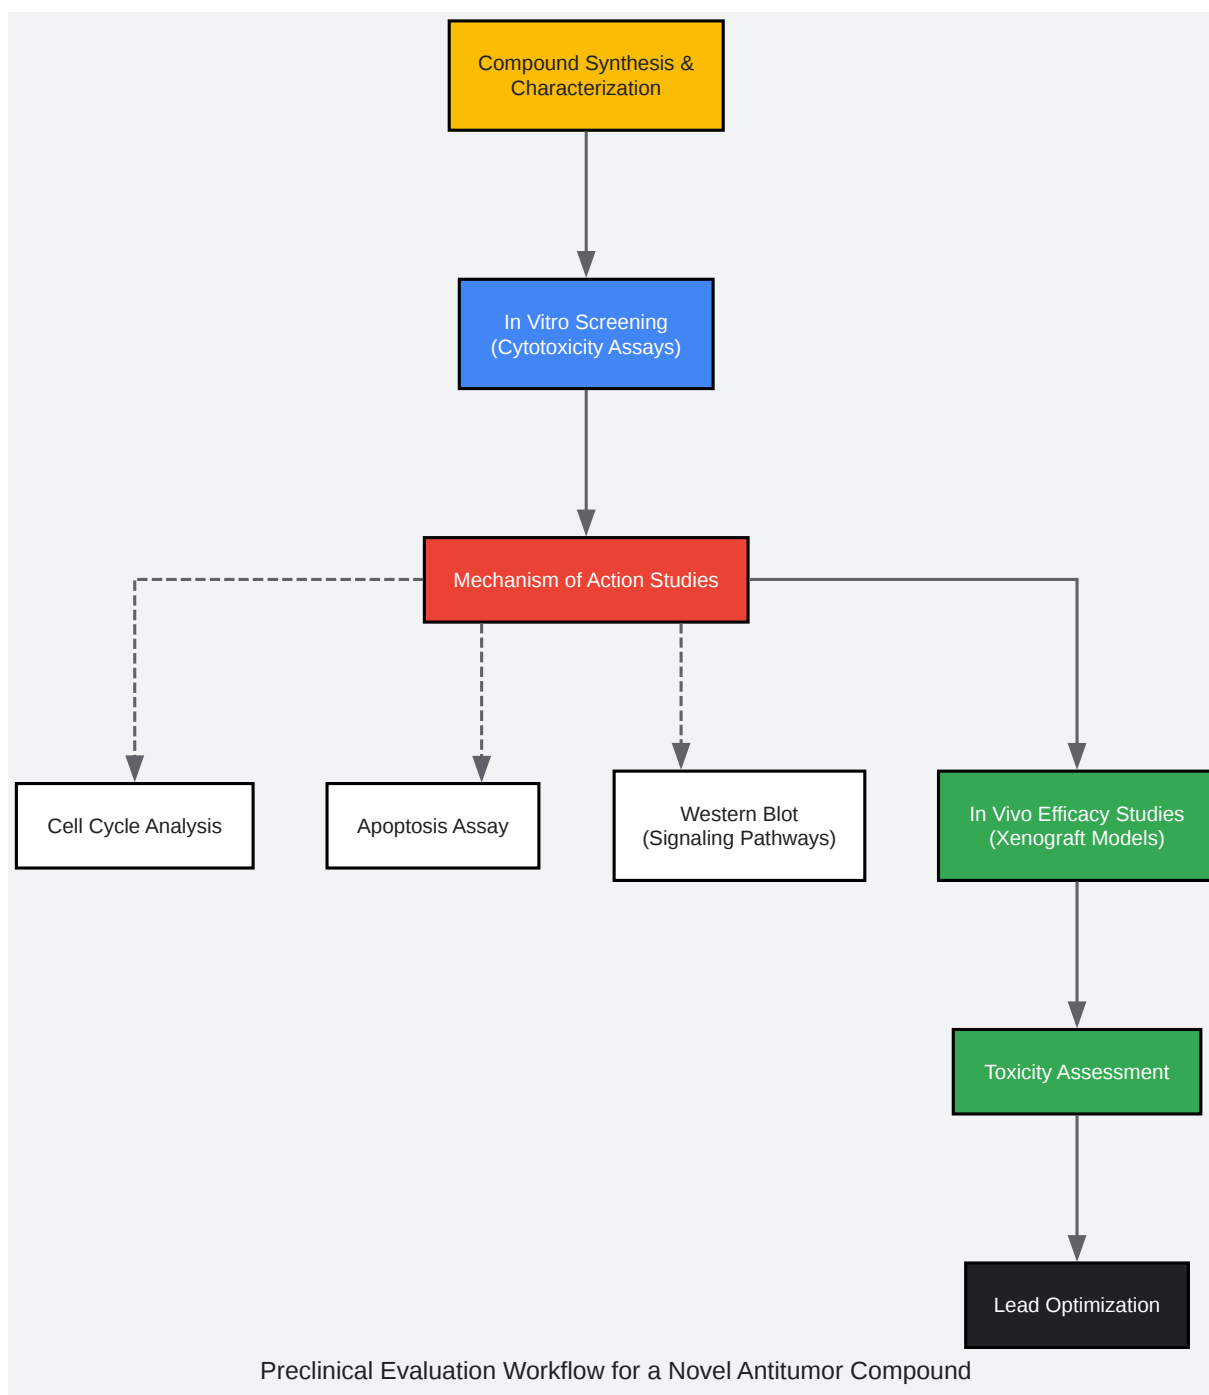 Compound Synthesis &
Characterization
In Vitro Screening
(Cytotoxicity Assays)
Mechanism of Action Studies
Cell Cycle Analysis
Apoptosis Assay
Western Blot
(Signaling Pathways)
In Vivo Efficacy Studies
(Xenograft Models)
Toxicity Assessment
Lead Optimization
Preclinical Evaluation Workflow for a Novel Antitumor Compound